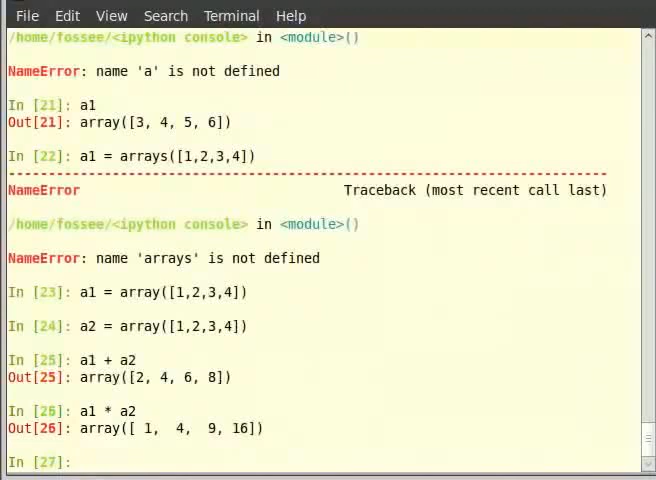 File Edit View Search Terminal Help
/home/fossee/<ipython console> in <module>()
NameError: name 'a' is not defined
In [21]: a1
Out[21]: array([3, 4, 5, 6])
In [22]: a1 = arrays([1,2,3,4])
---------------------------------------------------------------------------
NameError                                 Traceback (most recent call last)
/home/fossee/<ipython console> in <module>()
NameError: name 'arrays' is not defined
In [23]: a1 = array([1,2,3,4])
In [24]: a2 = array([1,2,3,4])
In [25]: a1 + a2
Out[25]: array([2, 4, 6, 8])
In [26]: a1 * a2
Out[26]: array([ 1,  4,  9, 16])
In [27]: